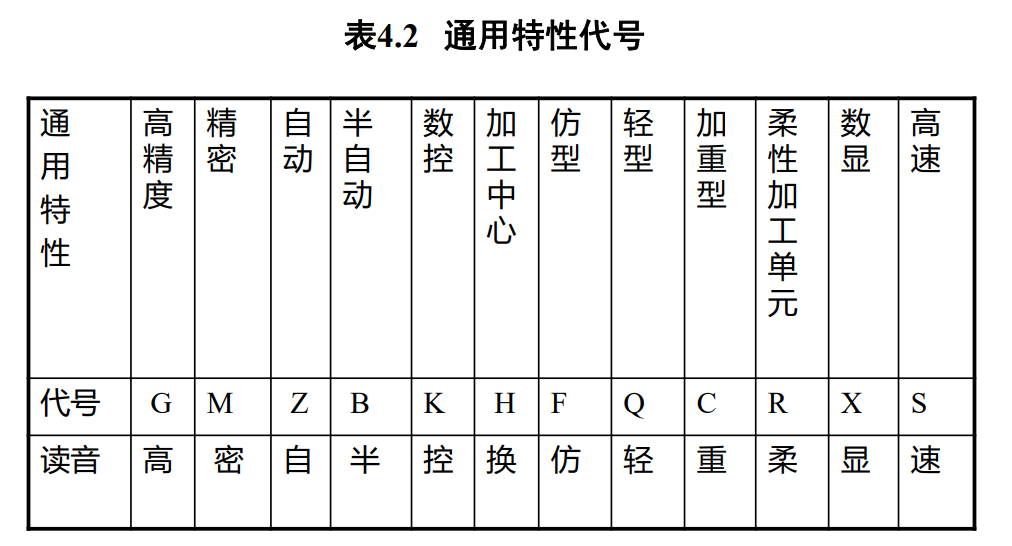 表4.2 通用特性代号
通用特性 高精度 精密 自动 半自动 数控 加工中心 仿型 轻型 加重型 柔性加工单元 数显 高速
代号 G M Z B K H F Q C R X S
读音 高 密 自 半 控 换 仿 轻 重 柔 显 速